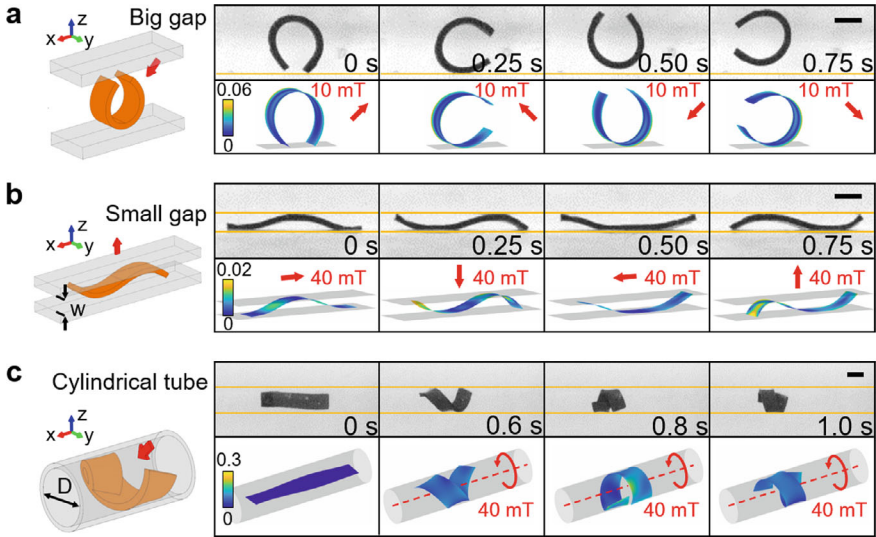 a
Big gap
z
x
y
0 s
0.25 s
0.50 s
0.75 s
0.06
0
10 mT
10 mT
10 mT
10 mT
b
Small gap
z
x
y
w
0 s
0.25 s
0.50 s
0.75 s
0.02
0
40 mT
40 mT
40 mT
40 mT
c
Cylindrical tube
z
x
y
D
0 s
0.6 s
0.8 s
1.0 s
0.3
0
40 mT
40 mT
40 mT